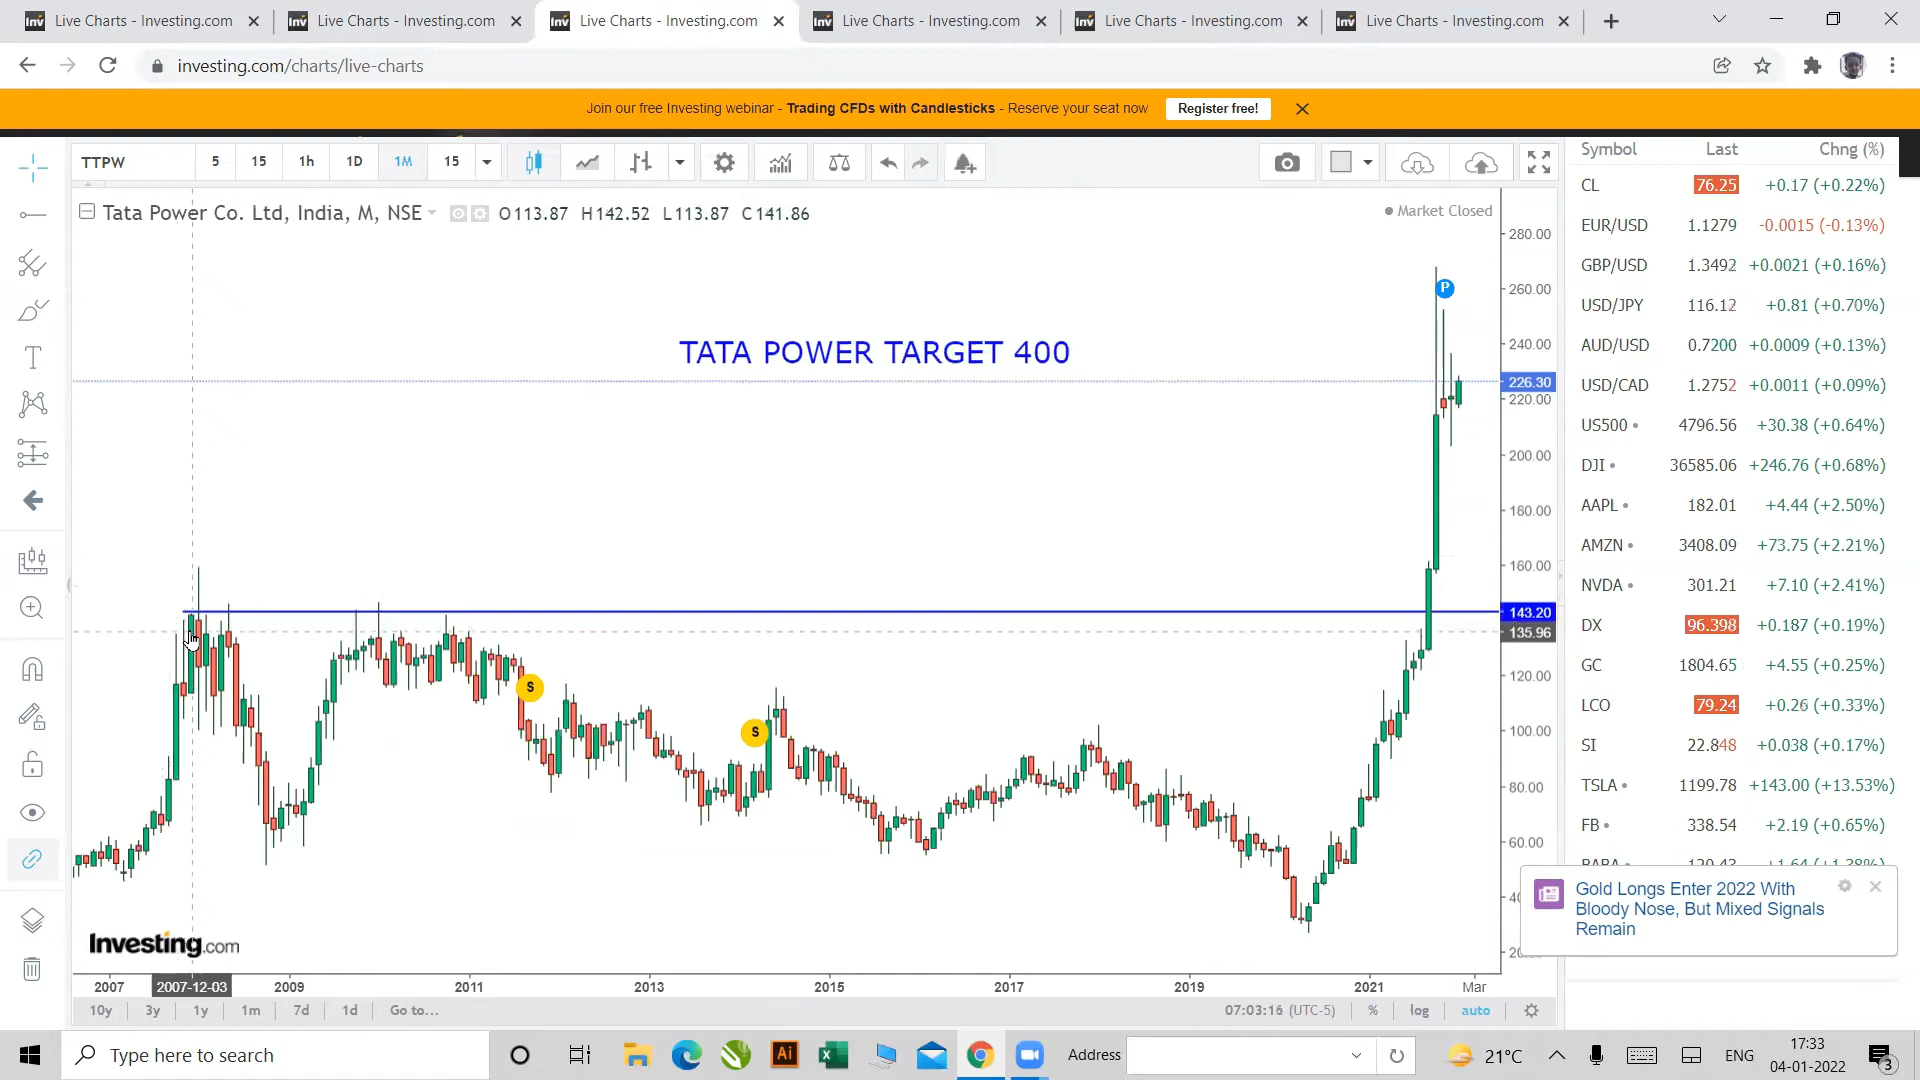 Live Charts - Investing.com
Live Charts - Investing.com
Live Charts - Investing.com
Live Charts - Investing.com
Live Charts - Investing.com
Live Charts - Investing.com
investing.com/charts/live-charts
Join our free Investing webinar - Trading CFDs with Candlesticks - Reserve your seat now
Register free!
TTPW 5 15 1h 1D 1M 15
Tata Power Co. Ltd, India, M, NSE O113.87 H142.52 L113.87 C141.86
Market Closed
TATA POWER TARGET 400
P
S
S
280.00
260.00
240.00
226.30
220.00
200.00
180.00
160.00
143.20
135.96
120.00
100.00
80.00
60.00
Investing.com
2007 2007-12-03 2009 2011 2013 2015 2017 2019 2021 Mar
10y 3y 1y 1m 7d 1d Go to... 07:03:16 (UTC-5) % log auto
Symbol Last Chng (%)
CL 76.25 +0.17 (+0.22%)
EUR/USD 1.1279 -0.0015 (-0.13%)
GBP/USD 1.3492 +0.0021 (+0.16%)
USD/JPY 116.12 +0.81 (+0.70%)
AUD/USD 0.7200 +0.0009 (+0.13%)
USD/CAD 1.2752 +0.0011 (+0.09%)
US500 4796.56 +30.38 (+0.64%)
DJI 36585.06 +246.76 (+0.68%)
AAPL 182.01 +4.44 (+2.50%)
AMZN 3408.09 +73.75 (+2.21%)
NVDA 301.21 +7.10 (+2.41%)
DX 96.398 +0.187 (+0.19%)
GC 1804.65 +4.55 (+0.25%)
LCO 79.24 +0.26 (+0.33%)
SI 22.848 +0.038 (+0.17%)
TSLA 1199.78 +143.00 (+13.53%)
FB 338.54 +2.19 (+0.65%)
Gold Longs Enter 2022 With
Bloody Nose, But Mixed Signals
Remain
Type here to search
Ai
Address
21°C
ENG
17:33
04-01-2022
3